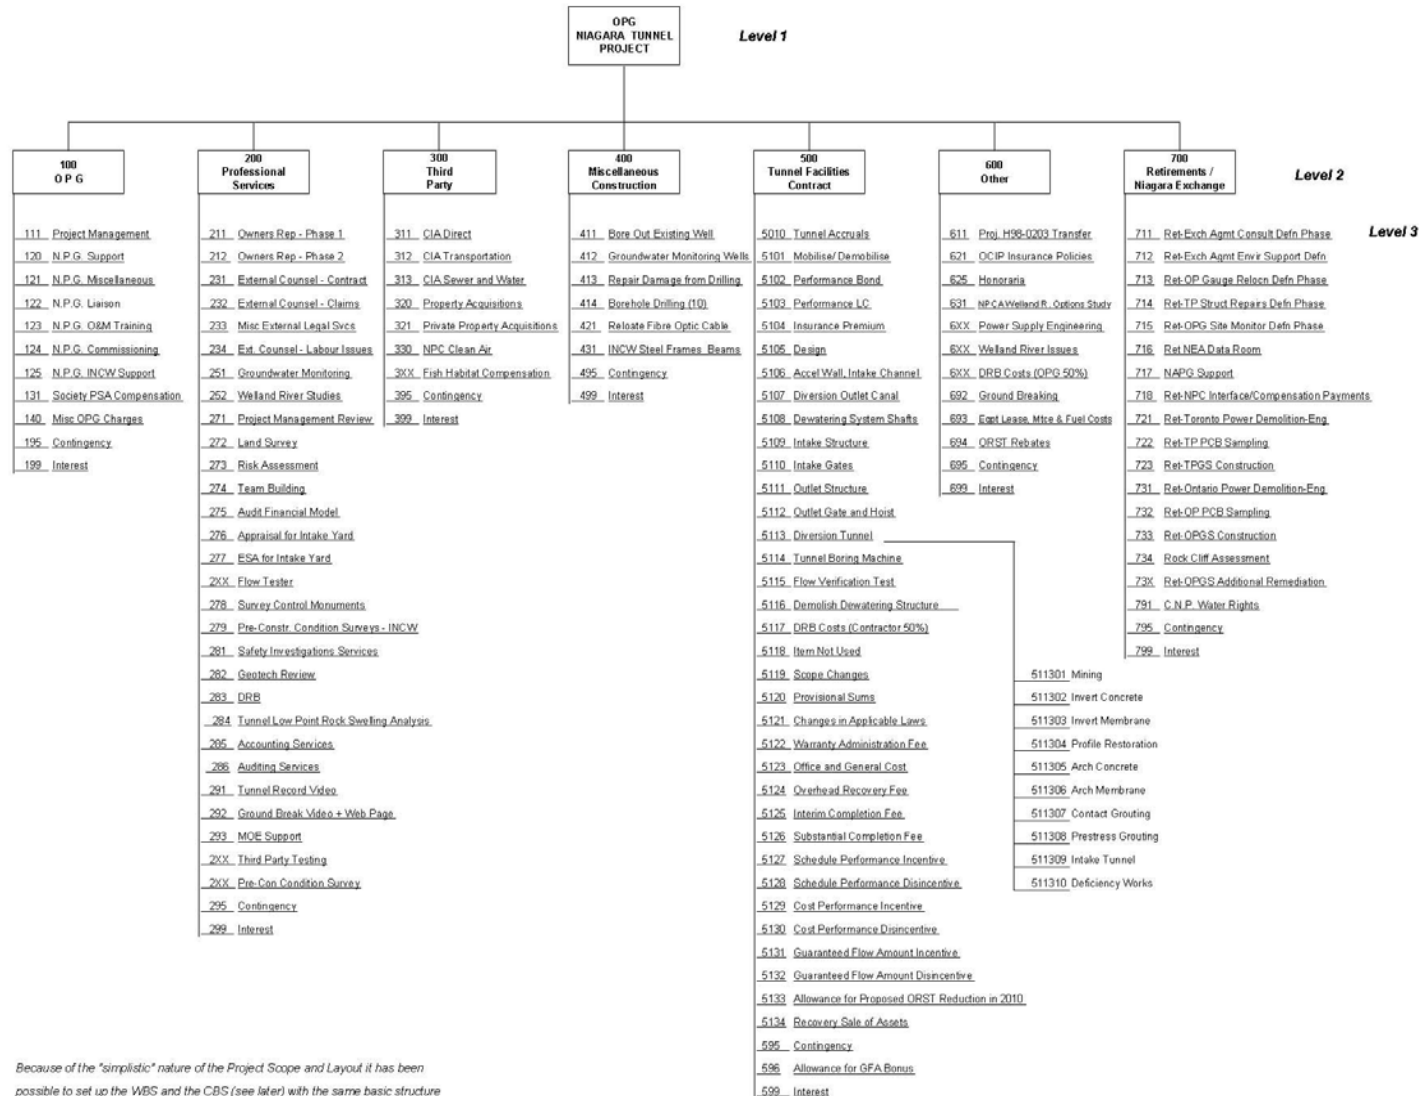 OPG
NIAGARA TUNNEL
PROJECT
Level 1
100
O P G
200
Professional
Services
300
Third
Party
400
Miscellaneous
Construction
500
Tunnel Facilities
Contract
600
Other
700
Retirements /
Niagara Exchange
Level 2
Level 3
111 Project Management
120 N.P.G. Support
121 N.P.G. Miscellaneous
122 N.P.G. Liaison
123 N.P.G. O&M Training
124 N.P.G. Commissioning
125 N.P.G. INCW Support
131 Society PSA Compensation
140 Misc OPG Charges
195 Contingency
199 Interest
211 Owners Rep - Phase 1
212 Owners Rep - Phase 2
231 External Counsel - Contract
232 External Counsel - Claims
233 Misc External Legal Svcs
234 Ext. Counsel - Labour Issues
251 Groundwater Monitoring
252 Welland River Studies
271 Project Management Review
272 Land Survey
273 Risk Assessment
274 Team Building
275 Audit Financial Model
276 Appraisal for Intake Yard
277 ESA for Intake Yard
2XX Flow Tester
278 Survey Control Monuments
279 Pre-Constr. Condition Surveys - INCW
281 Safety Investigations Services
282 Geotech Review
283 DRB
284 Tunnel Low Point Rock Swelling Analysis
285 Accounting Services
286 Auditing Services
291 Tunnel Record Video
292 Ground Break Video + Web Page
293 MOE Support
2XX Third Party Testing
2XX Pre-Con Condition Survey
295 Contingency
299 Interest
311 CIA Direct
312 CIA Transportation
313 CIA Sewer and Water
320 Property Acquisitions
321 Private Property Acquisitions
330 NPC Clean Air
3XX Fish Habitat Compensation
395 Contingency
399 Interest
411 Bore Out Existing Well
412 Groundwater Monitoring Wells
413 Repair Damage from Drilling
414 Borehole Drilling (10)
421 Reloate Fibre Optic Cable
431 INCW Steel Frames Beams
495 Contingency
499 Interest
5010 Tunnel Accruals
5101 Mobilise/ Demobilise
5102 Performance Bond
5103 Performance LC
5104 Insurance Premium
5105 Design
5106 Accel Wall, Intake Channel
5107 Diversion Outlet Canal
5108 Dewatering System Shafts
5109 Intake Structure
5110 Intake Gates
5111 Outlet Structure
5112 Outlet Gate and Hoist
5113 Diversion Tunnel
5114 Tunnel Boring Machine
5115 Flow Verification Test
5116 Demolish Dewatering Structure
5117 DRB Costs (Contractor 50%)
5118 Item Not Used
5119 Scope Changes
5120 Provisional Sums
5121 Changes in Applicable Laws
5122 Warranty Administration Fee
5123 Office and General Cost
5124 Overhead Recovery Fee
5125 Interim Completion Fee
5126 Substantial Completion Fee
5127 Schedule Performance Incentive
5128 Schedule Performance Disincentive
5129 Cost Performance Incentive
5130 Cost Performance Disincentive
5131 Guaranteed Flow Amount Incentive
5132 Guaranteed Flow Amount Disincentive
5133 Allowance for Proposed ORST Reduction in 2010
5134 Recovery Sale of Assets
595 Contingency
596 Allowance for GFA Bonus
599 Interest
511301 Mining
511302 Invert Concrete
511303 Invert Membrane
511304 Profile Restoration
511305 Arch Concrete
511306 Arch Membrane
511307 Contact Grouting
511308 Prestress Grouting
511309 Intake Tunnel
511310 Deficiency Works
611 Proj. H98-0203 Transfer
621 OCIP Insurance Policies
625 Honoraria
631 NPCA Welland R. Options Study
6XX Power Supply Engineering
6XX Welland River Issues
6XX DRB Costs (OPG 50%)
692 Ground Breaking
693 Eqpt Lease, Mtce & Fuel Costs
694 ORST Rebates
695 Contingency
699 Interest
711 Ret-Exch Agmt Consult Defn Phase
712 Ret-Exch Agmt Envir Support Defn
713 Ret-OP Gauge Relocn Defn Phase
714 Ret-TP Struct Repairs Defn Phase
715 Ret-OPG Site Monitor Defn Phase
716 Ret NEA Data Room
717 NAPG Support
718 Ret-NPC Interface/Compensation Payments
721 Ret-Toronto Power Demolition-Eng
722 Ret-TP PCB Sampling
723 Ret-TPGS Construction
731 Ret-Ontario Power Demolition-Eng
732 Ret-OP PCB Sampling
733 Ret-OPGS Construction
734 Rock Cliff Assessment
73X Ret-OPGS Additional Remediation
791 C.N.P. Water Rights
795 Contingency
799 Interest
Because of the "simplistic" nature of the Project Scope and Layout it has been
possible to set up the WBS and the CBS (see later) with the same basic structure